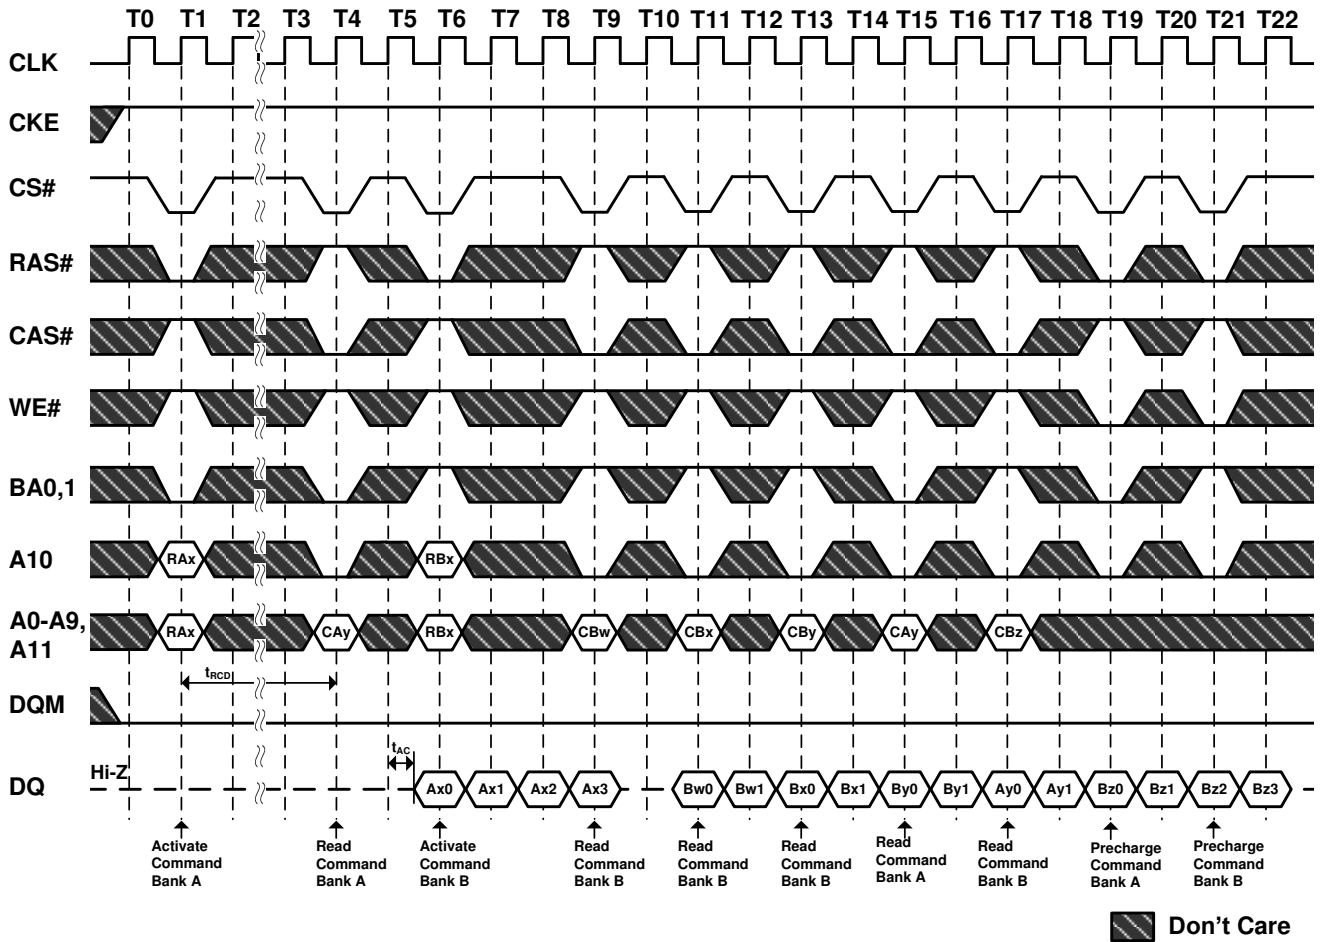 T0 T1 T2 T3 T4 T5 T6 T7 T8 T9 T10 T11 T12 T13 T14 T15 T16 T17 T18 T19 T20 T21 T22
CLK
CKE
CS#
RAS#
CAS#
WE#
BA0,1
A10 RAx RBx
A0-A9,
A11
RAx CAy RBx CBw CBx CBy CAy CBz
tRCD
DQM
tAC
Hi-Z
DQ Ax0 Ax1 Ax2 Ax3 Bw0 Bw1 Bx0 Bx1 By0 By1 Ay0 Ay1 Bz0 Bz1 Bz2 Bz3
Activate
Command
Bank A
Read
Command
Bank A
Activate
Command
Bank B
Read
Command
Bank B
Read
Command
Bank B
Read
Command
Bank B
Read
Command
Bank A
Read
Command
Bank B
Precharge
Command
Bank A
Precharge
Command
Bank B
Don't Care